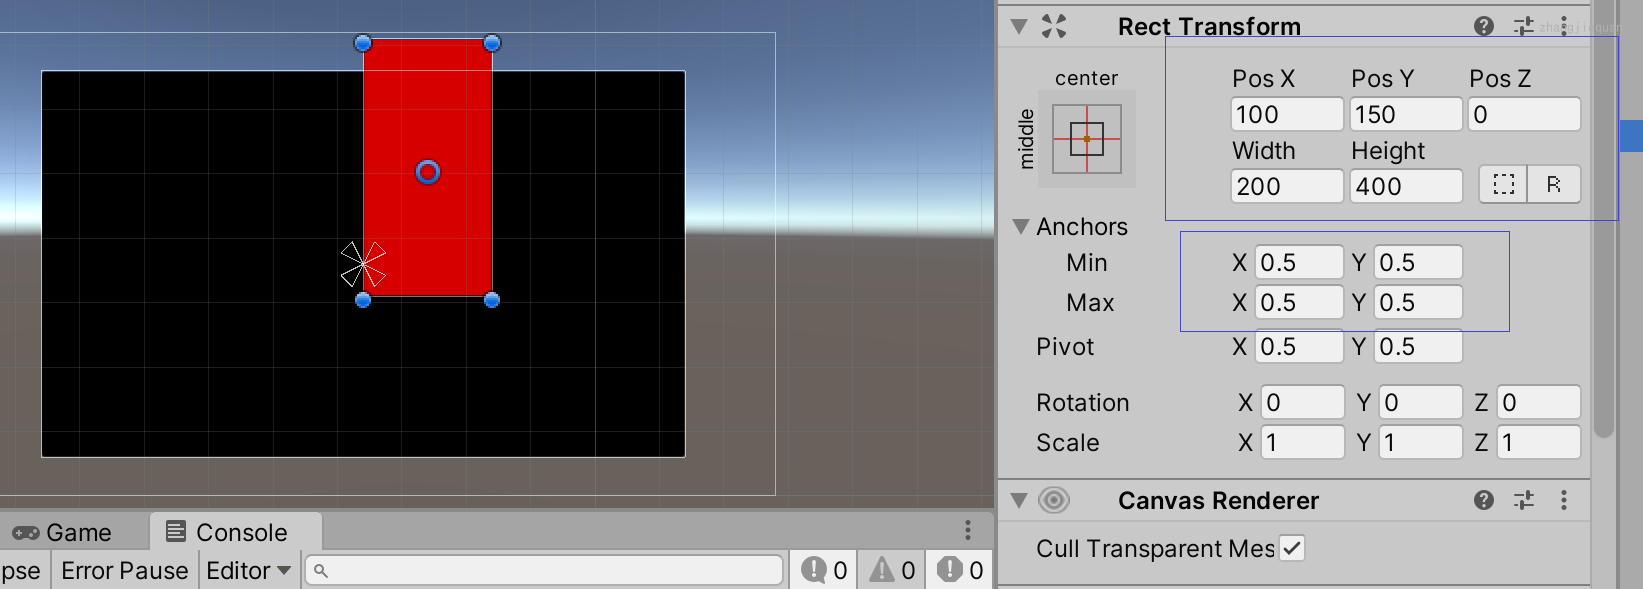 Rect Transform
center
middle
Pos X Pos Y Pos Z
100 150 0
Width Height
200 400 R
Anchors
Min X 0.5 Y 0.5
Max X 0.5 Y 0.5
Pivot X 0.5 Y 0.5
Rotation X 0 Y 0 Z 0
Scale X 1 Y 1 Z 1
Canvas Renderer
Cull Transparent Mes
Game Console
pse Error Pause Editor 0 0 0